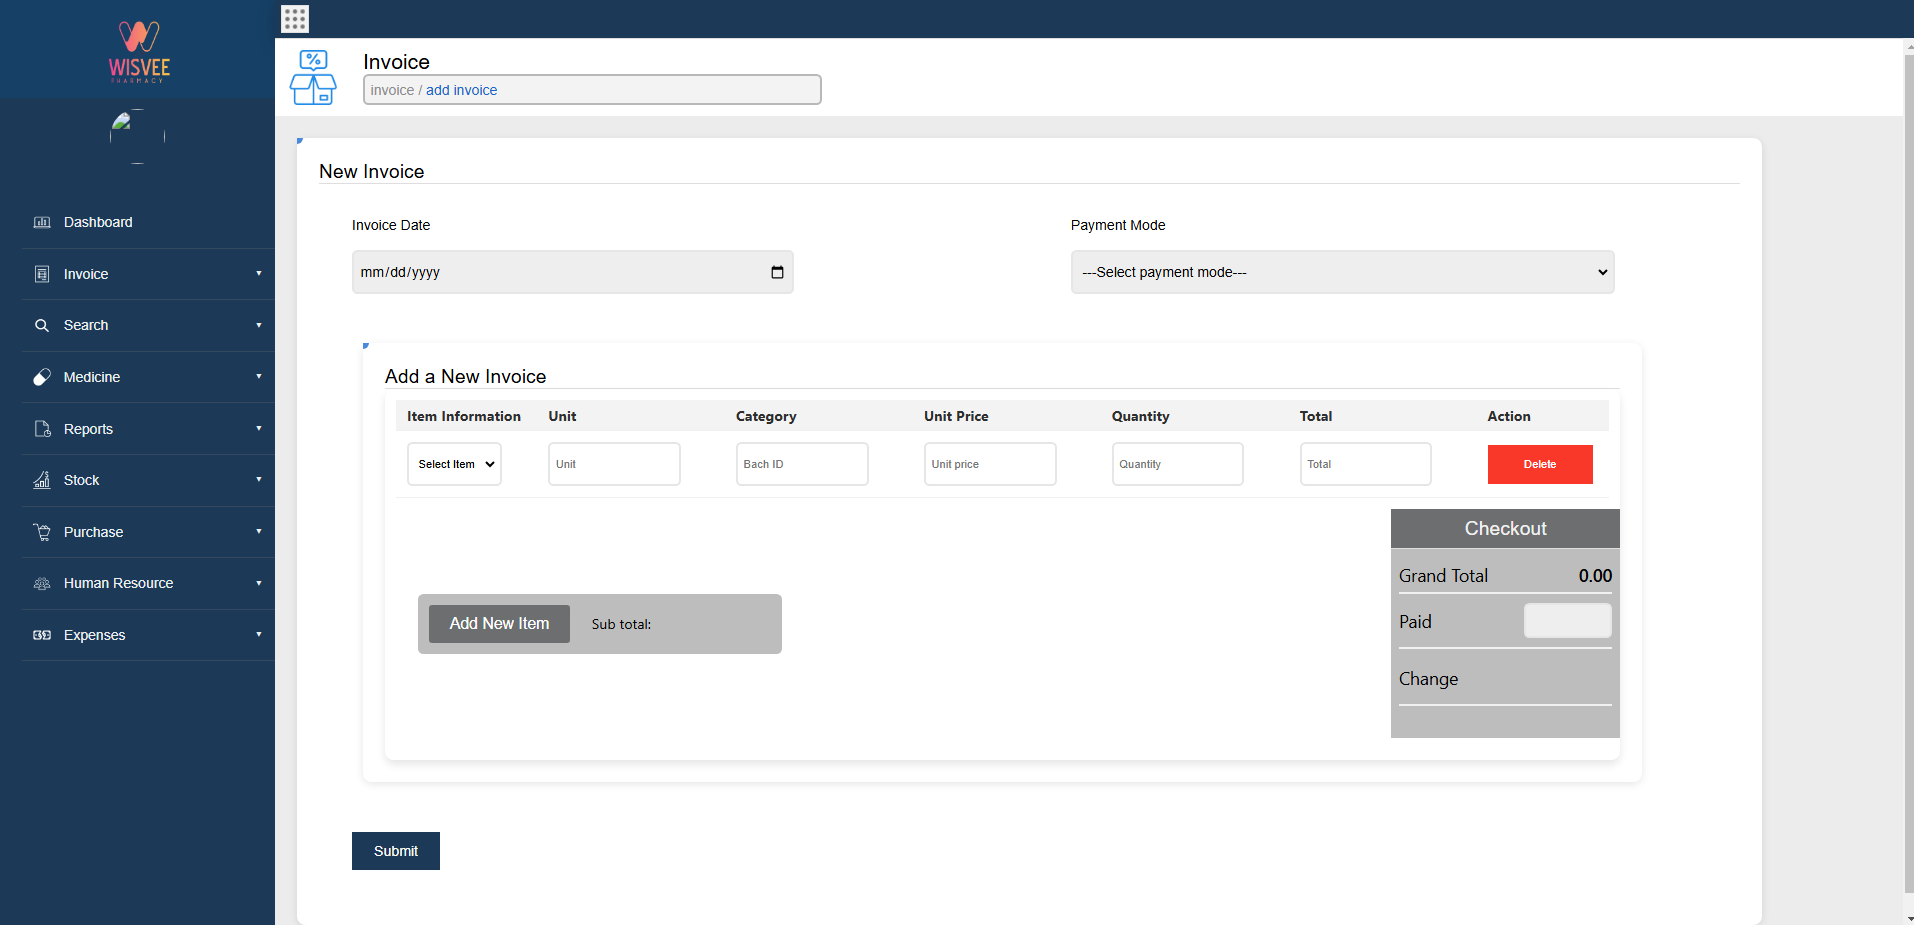 WISVEE
PHARMACY
Dashboard
Invoice
Search
Medicine
Reports
Stock
Purchase
Human Resource
Expenses
Invoice
invoice / add invoice
New Invoice
Invoice Date
Payment Mode
mm/dd/yyyy
---Select payment mode---
Add a New Invoice
Item Information Unit Category Unit Price Quantity Total Action
Select Item Unit Bach ID Unit price Quantity Total Delete
Checkout
Grand Total 0.00
Paid
Change
Add New Item Sub total:
Submit